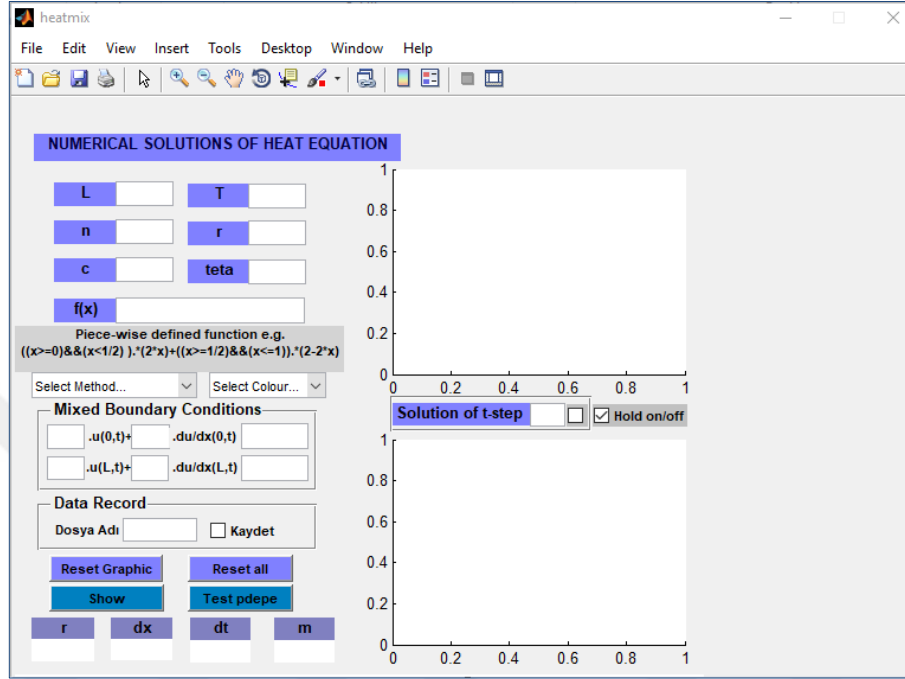 heatmix
File Edit View Insert Tools Desktop Window Help
NUMERICAL SOLUTIONS OF HEAT EQUATION
L T
n r
c teta
f(x)
Piece-wise defined function e.g.
((x>=0)&&(x<1/2) ).*(2*x)+((x>=1/2)&&(x<=1)).*(2-2*x)
Select Method... Select Colour...
Mixed Boundary Conditions
.u(0,t)+ .du/dx(0,t)
.u(L,t)+ .du/dx(L,t)
Data Record
Dosya Adı Kaydet
Reset Graphic Reset all
Show Test pdepe
r dx dt m
1
0.8
0.6
0.4
0.2
0
0 0.2 0.4 0.6 0.8 1
Solution of t-step Hold on/off
1
0.8
0.6
0.4
0.2
0
0 0.2 0.4 0.6 0.8 1